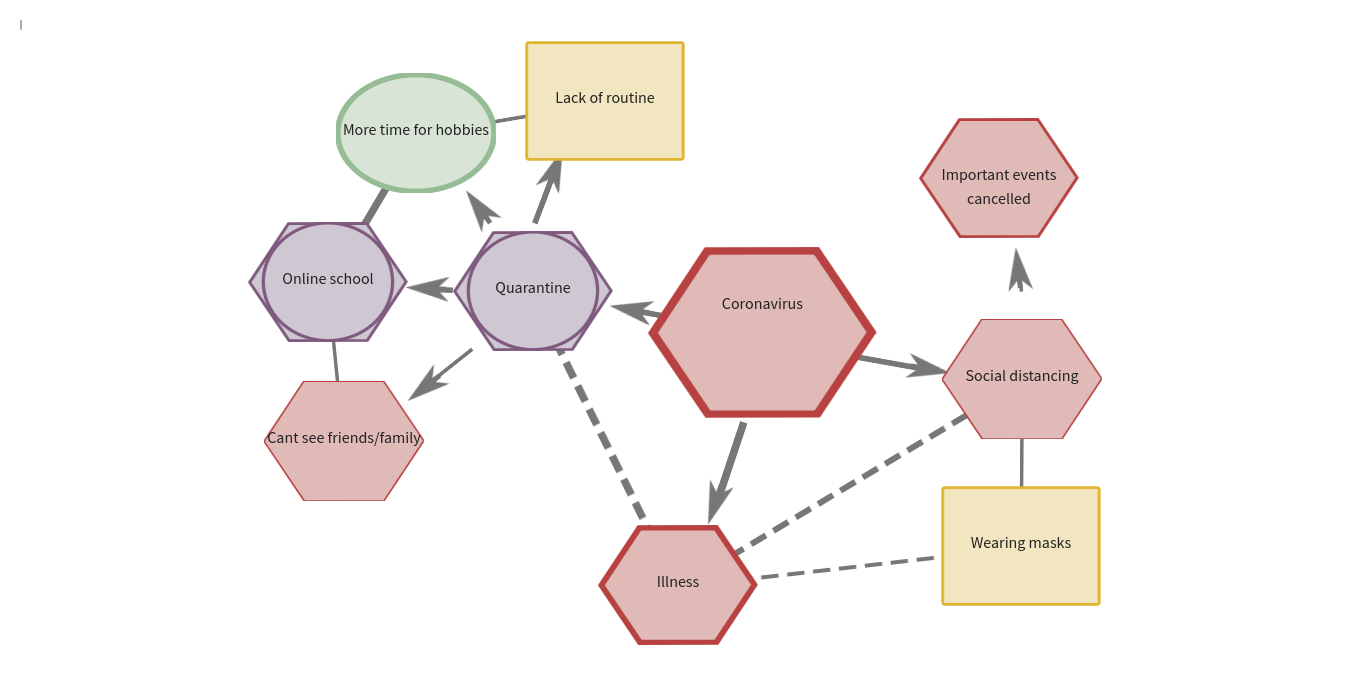 Lack of routine
More time for hobbies
Important events
cancelled
Online school
Quarantine
Coronavirus
Social distancing
Cant see friends/family
Wearing masks
Illness